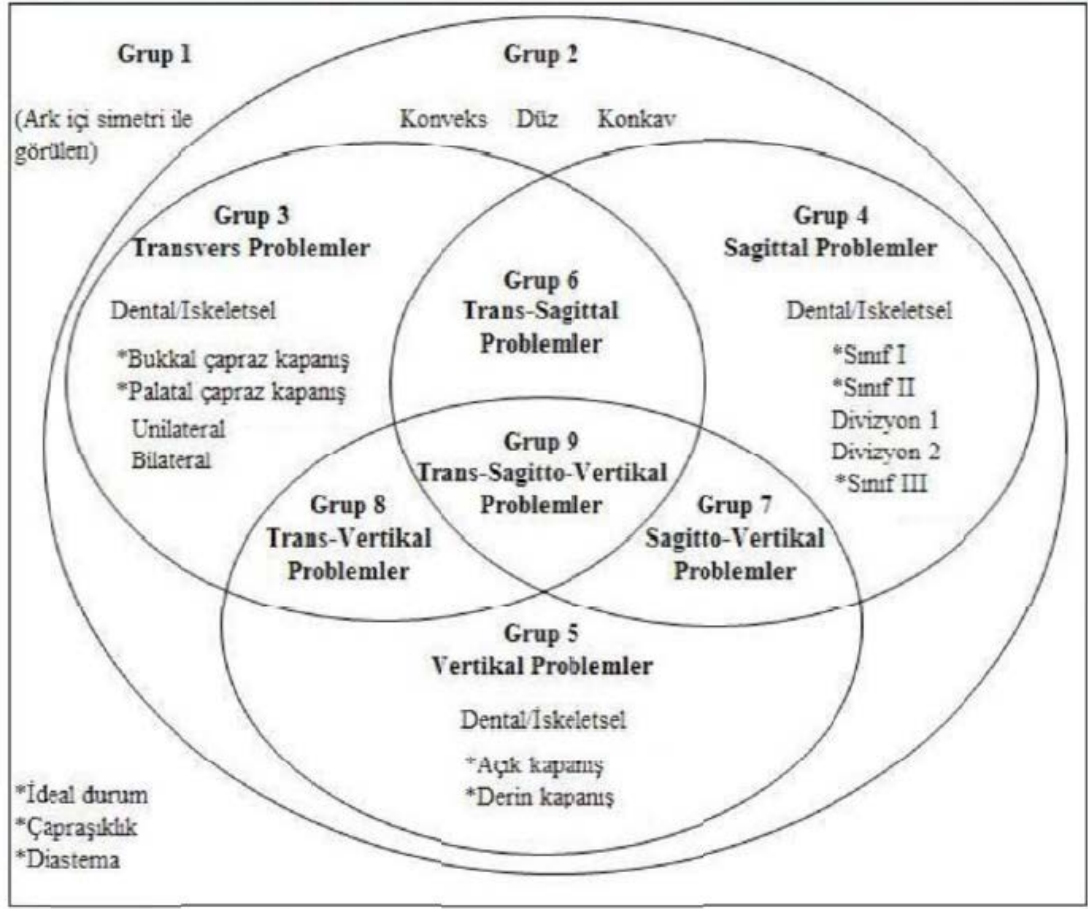 Grup 1
(Ark içi simetri ile
görülen)
Grup 2
Konveks Düz Konkav
Grup 3
Transvers Problemler
Dental/Iskeletsel
*Bukkal çapraz kapanış
*Palatal çapraz kapanış
Unilateral
Bilateral
Grup 4
Sagittal Problemler
Dental/Iskeletsel
*Sınıf I
*Sınıf II
Divizyon 1
Divizyon 2
*Sınıf III
Grup 6
Trans-Sagittal
Problemler
Grup 9
Trans-Sagitto-Vertikal
Problemler
Grup 8
Trans-Vertikal
Problemler
Grup 7
Sagitto-Vertikal
Problemler
Grup 5
Vertikal Problemler
Dental/İskeletsel
*Açık kapanış
*Derin kapanış
*İdeal durum
*Çapraşıklık
*Diastema